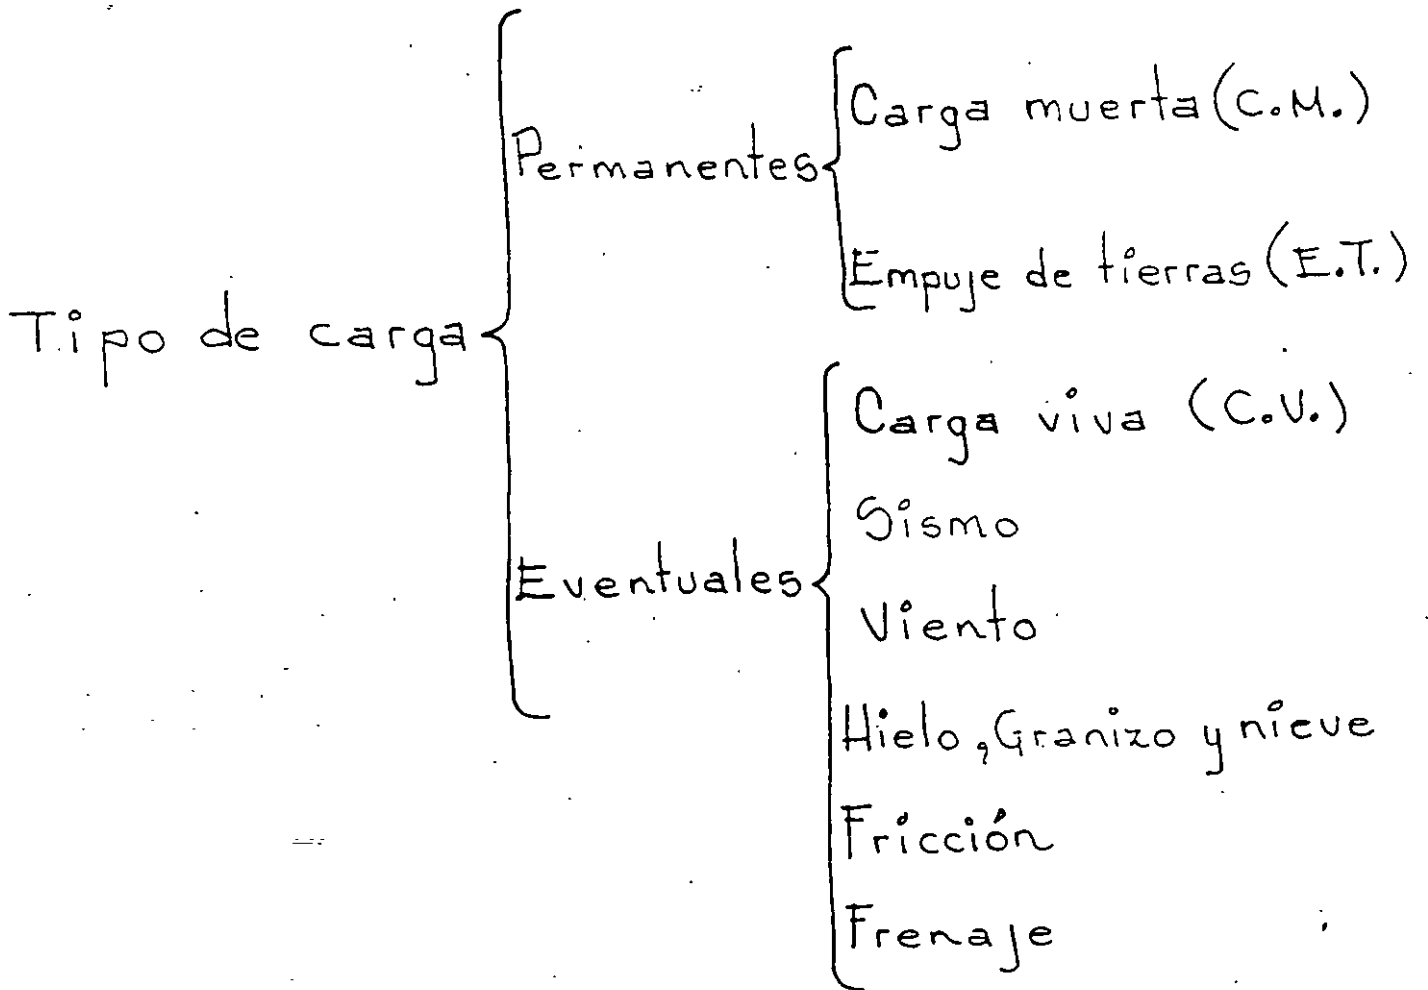 Tipo de carga
Permanentes
Carga muerta (C.M.)
Empuje de tierras (E.T.)
Eventuales
Carga viva (C.V.)
Sismo
Viento
Hielo, Granizo y nieve
Fricción
Frenaje